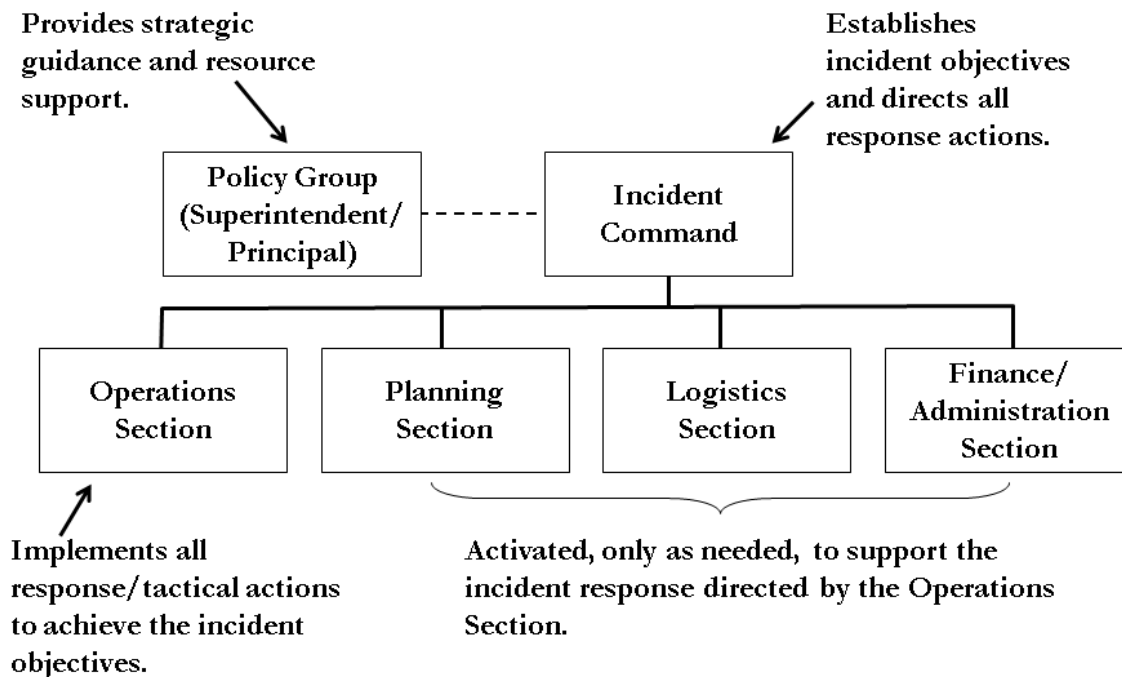 Provides strategic
guidance and resource
support.
Establishes
incident objectives
and directs all
response actions.
Policy Group
(Superintendent/
Principal)
Incident
Command
Operations
Section
Planning
Section
Logistics
Section
Finance/
Administration
Section
Implements all
response/tactical actions
to achieve the incident
objectives.
Activated, only as needed, to support the
incident response directed by the Operations
Section.